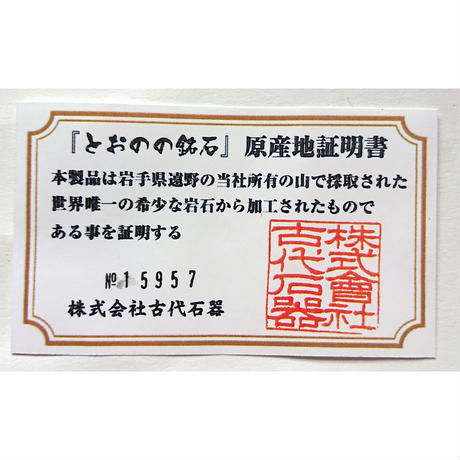 『とおのの銘石』原産地証明書
本製品は岩手県遠野の当社所有の山で採取された
世界唯一の希少な岩石から加工されたもので
ある事を証明する
№15957
株式会社古代石器
株式會社
古代石器